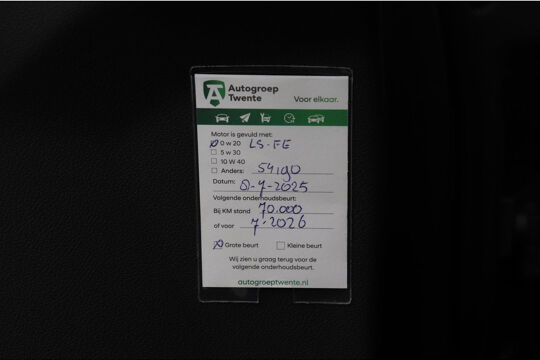 Autogroep
Twente
Voor elkaar.
Motor is gevuld met:
0 w 20 LS-FE
5 w 30
10 W 40
Anders: 54190
Datum: 8-7-2025
Volgende onderhoudsbeurt:
Bij KM stand 70.000
of voor 7-2026
Grote beurt Kleine beurt
Wij zien u graag terug voor de
volgende onderhoudsbeurt.
autogroeptwente.nl